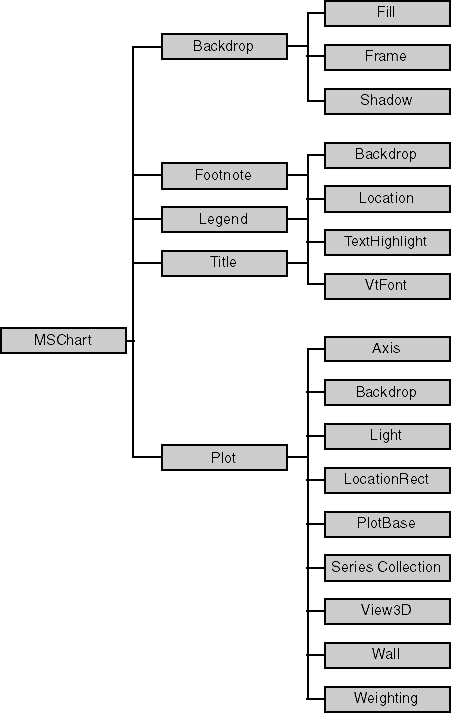 Fill
Backdrop
Frame
Shadow
Backdrop
Footnote
Location
Legend
TextHighlight
Title
VtFont
MSChart
Axis
Backdrop
Light
Plot
LocationRect
PlotBase
Series Collection
View3D
Wall
Weighting